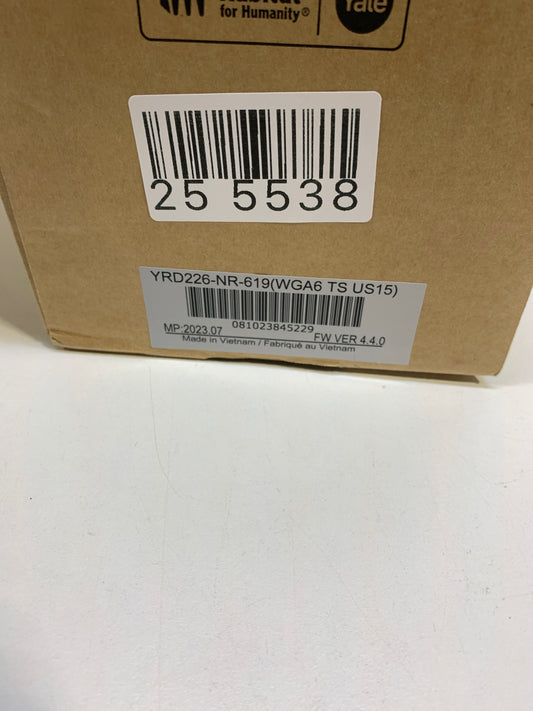 Habitat
for Humanity®
Yale
25 5538
YRD226-NR-619(WGA6 TS US15)
081023845229
MP:2023.07
FW VER 4.4.0
Made in Vietnam / Fabriqué au Vietnam